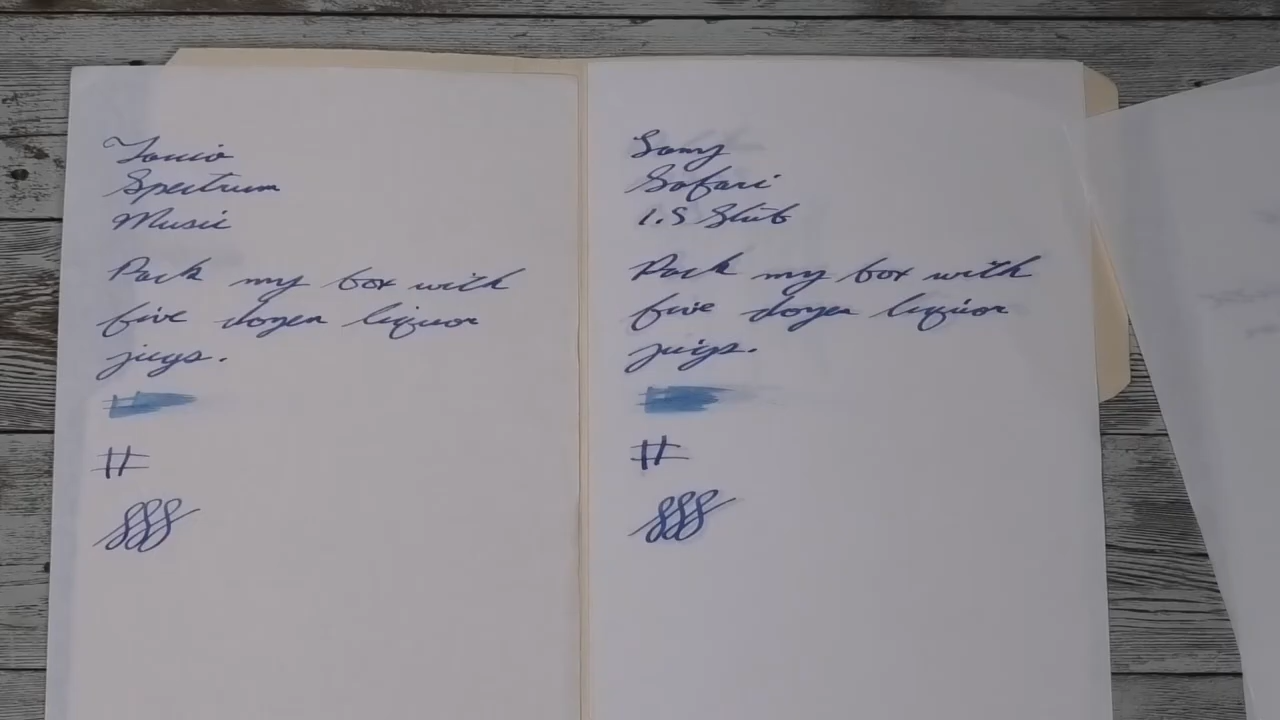 Taccia
Spectrum
Music
Pack my box with
five dozen liquor
jugs.
#
Lamy
Safari
1.5 Stub
Pack my box with
five dozen liquor
jugs.
#